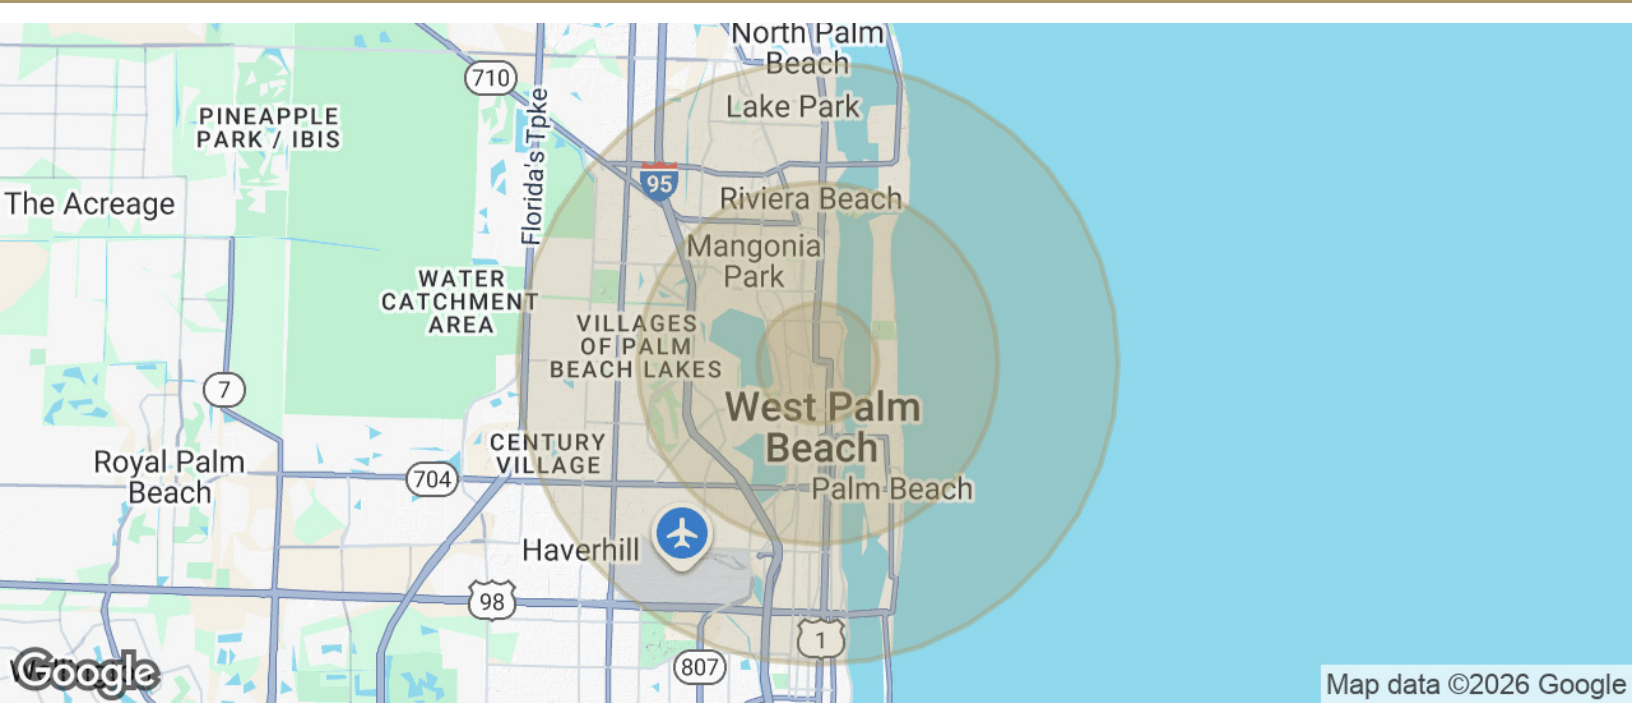 North Palm
Beach
710
Lake Park
PINEAPPLE
PARK / IBIS
Florida's Tpke
95
The Acreage
Riviera Beach
Mangonia
Park
WATER
CATCHMENT
AREA
VILLAGES
OF PALM
BEACH LAKES
7
West Palm
Beach
CENTURY
VILLAGE
Royal Palm
Beach
704
Palm Beach
Haverhill
98
1
807
Google
Map data ©2026 Google